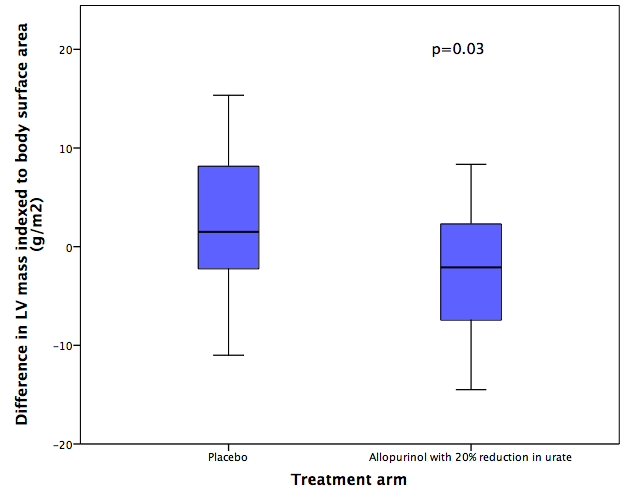 Difference in LV mass indexed to body surface area
(g/m2)
20
10
0
-10
-20
p=0.03
Placebo
Allopurinol with 20% reduction in urate
Treatment arm